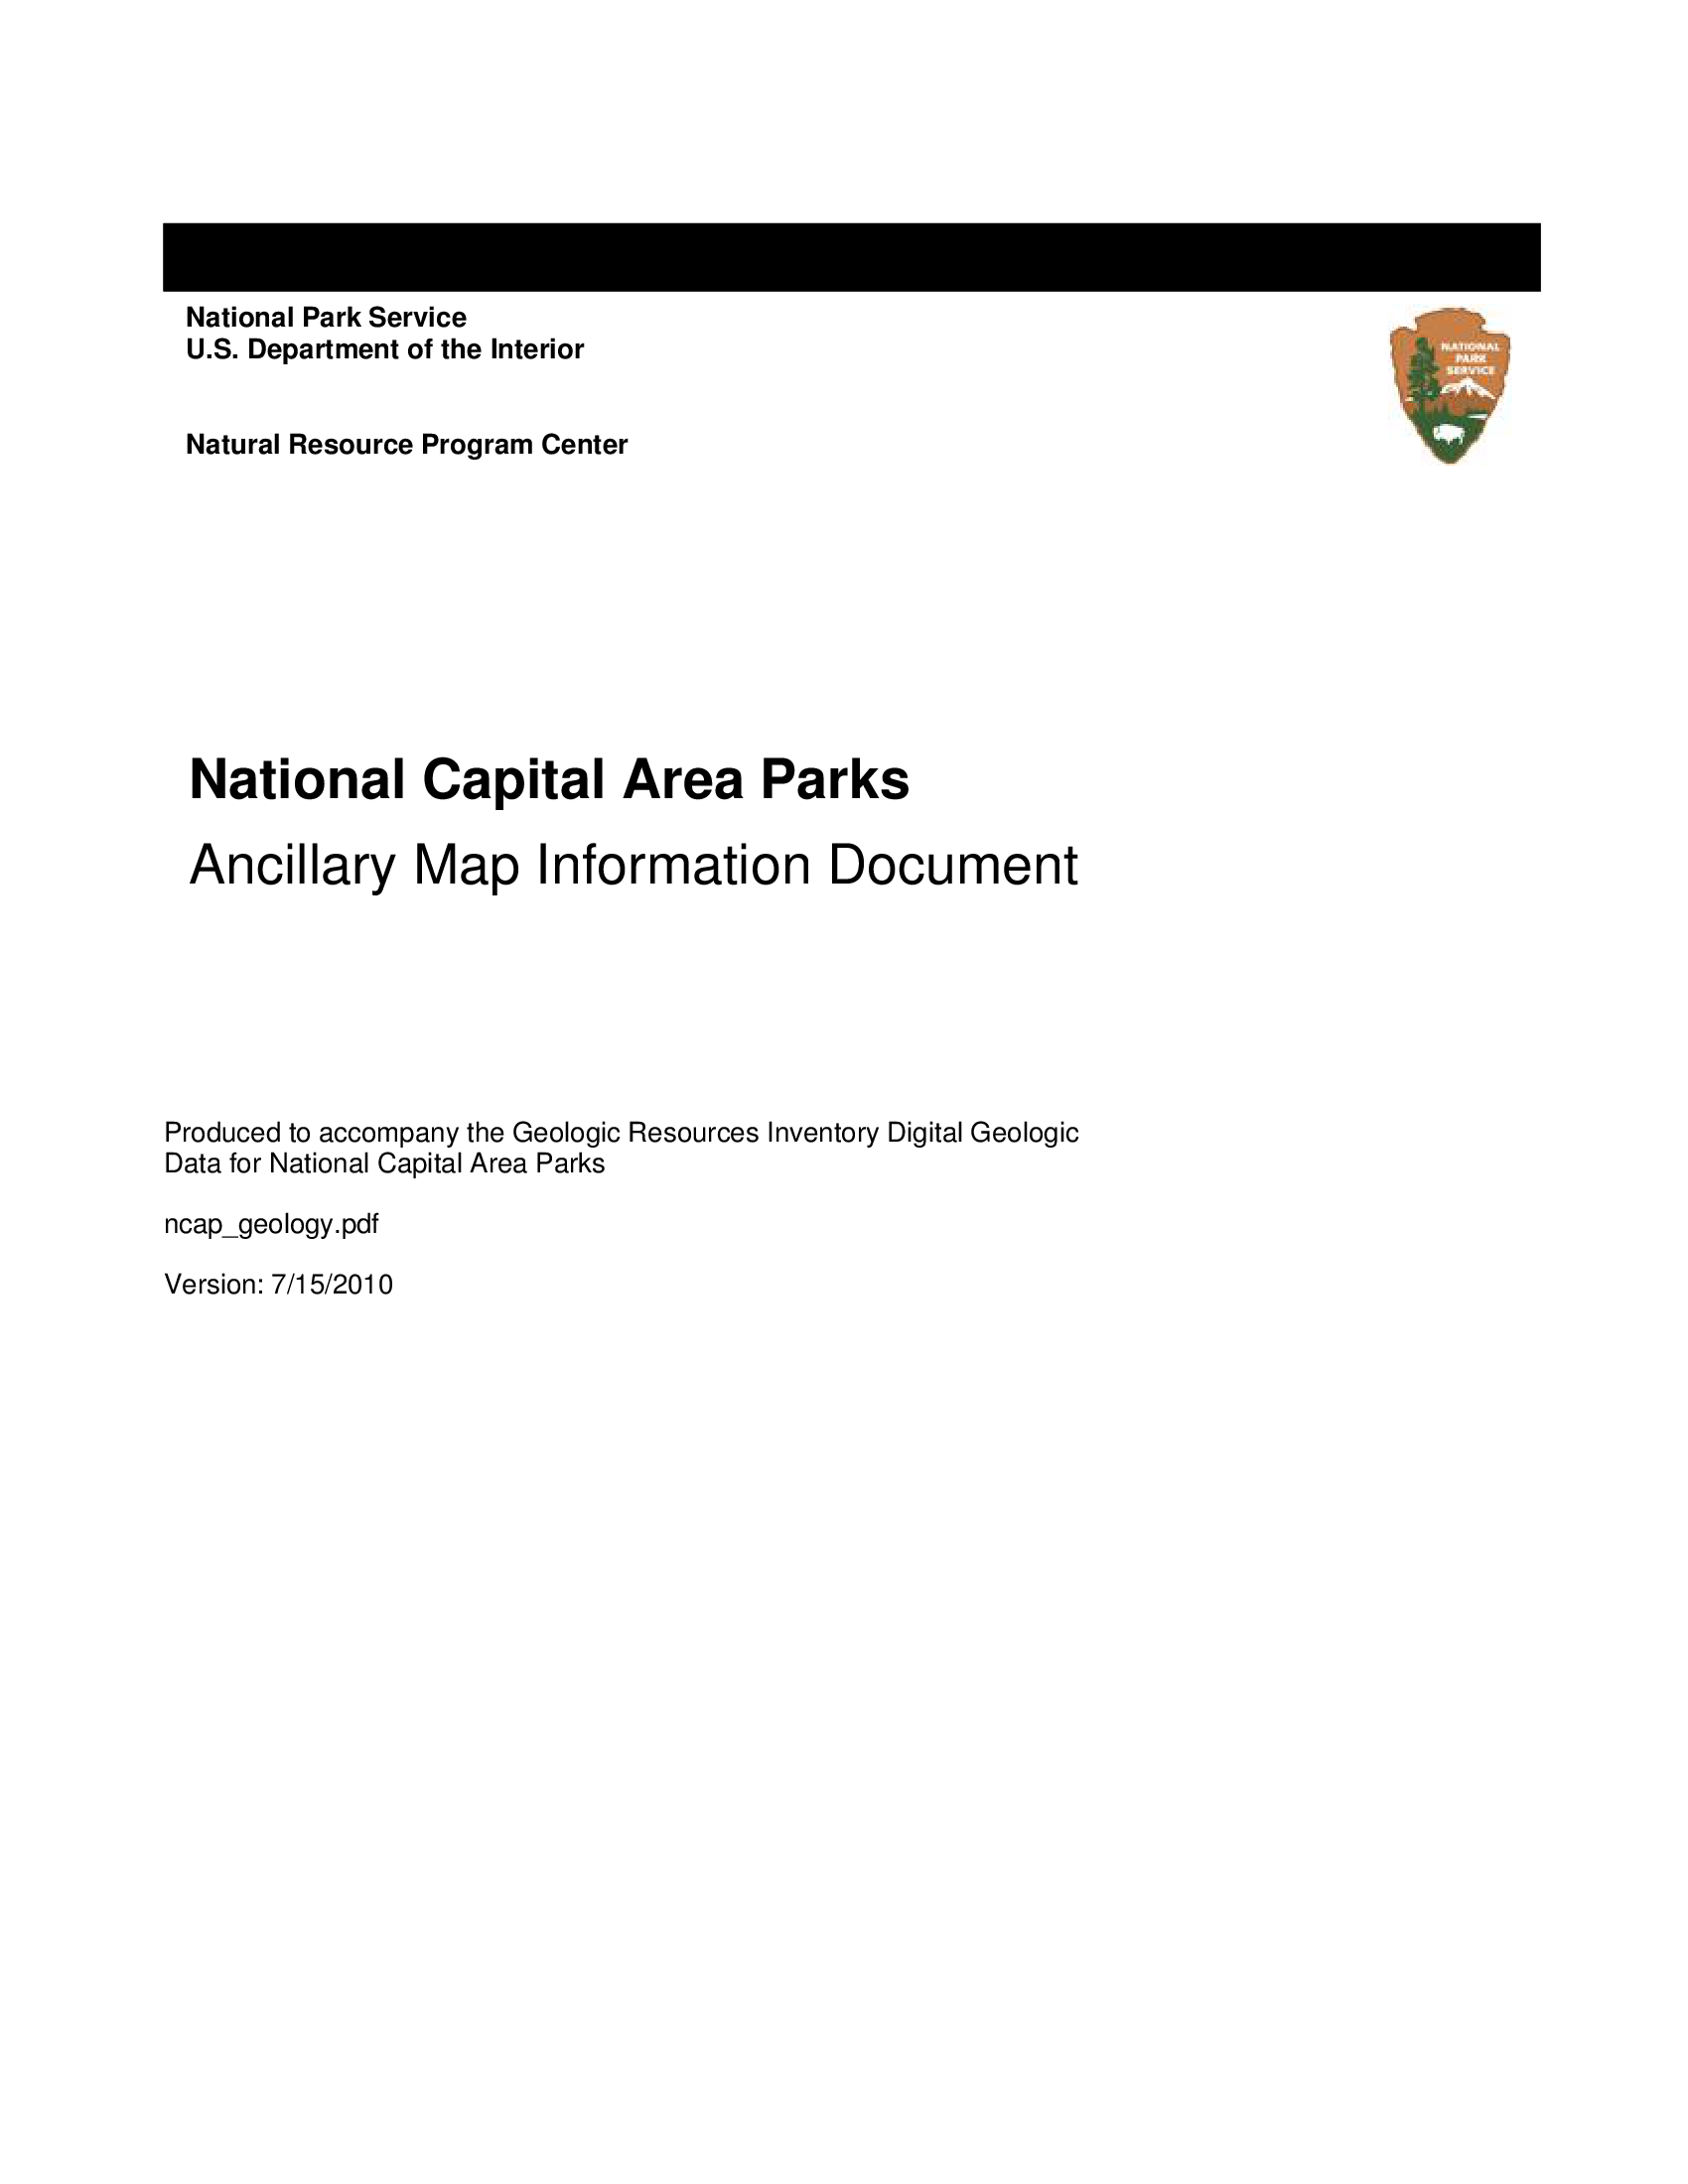 National Park Service
U.S. Department of the Interior
NATIONAL
PARK
SERVICE
Natural Resource Program Center
National Capital Area Parks
Ancillary Map Information Document
Produced to accompany the Geologic Resources Inventory Digital Geologic
Data for National Capital Area Parks
ncap_geology.pdf
Version: 7/15/2010